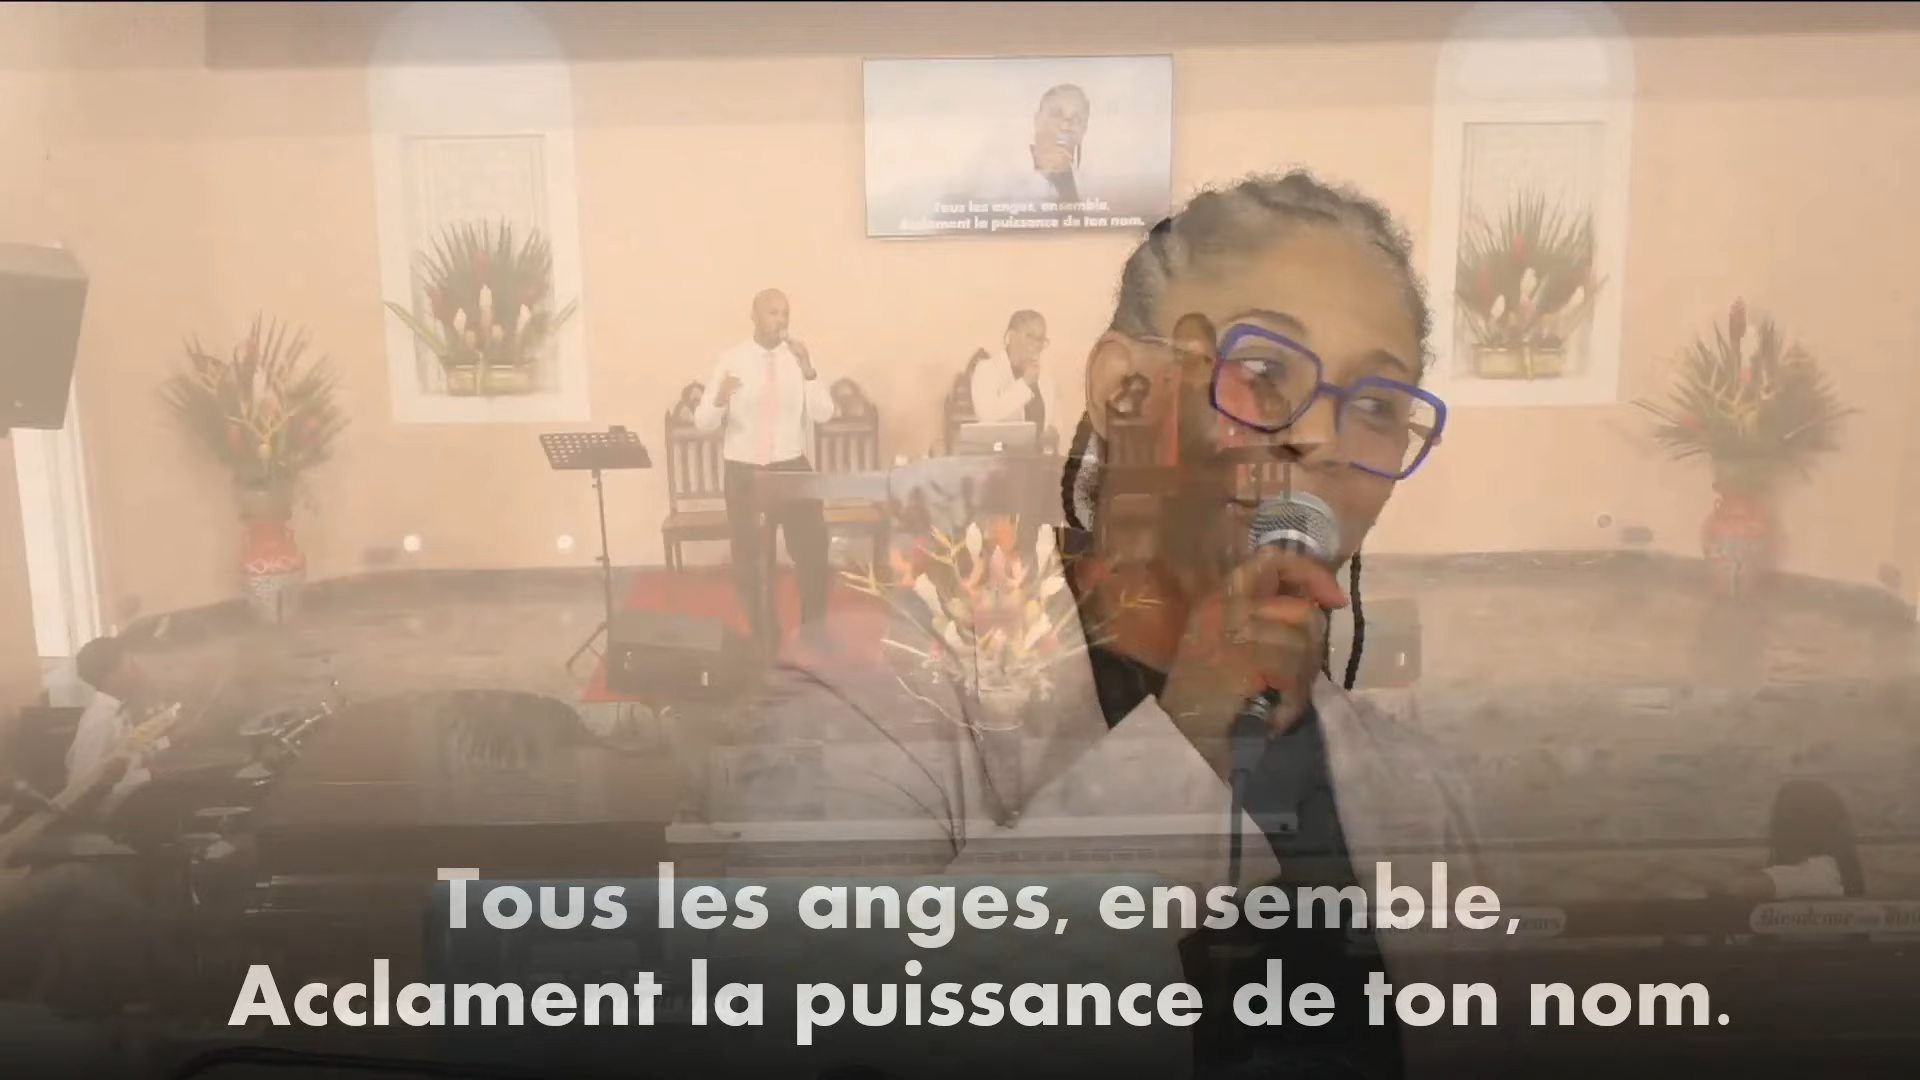 Tous les anges, ensemble,
Acclament la puissance de ton nom.
Tous les anges, ensemble,
Acclament la puissance de ton nom.